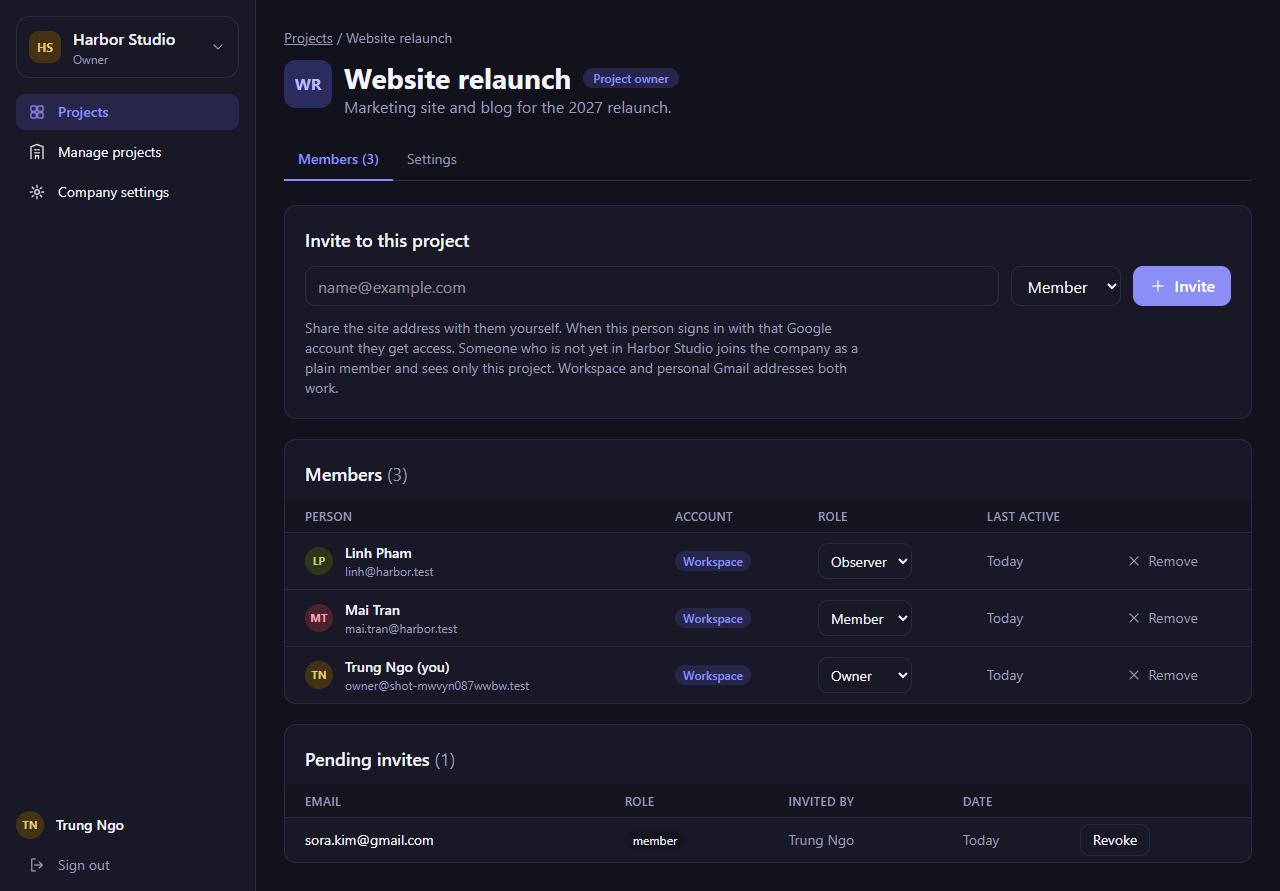 HS
Harbor Studio
Owner
Projects
Manage projects
Company settings
TN
Trung Ngo
Sign out
Projects / Website relaunch
WR
Website relaunch
Project owner
Marketing site and blog for the 2027 relaunch.
Members (3)
Settings
Invite to this project
name@example.com
Member
Invite
Share the site address with them yourself. When this person signs in with that Google
account they get access. Someone who is not yet in Harbor Studio joins the company as a
plain member and sees only this project. Workspace and personal Gmail addresses both
work.
Members (3)
PERSON ACCOUNT ROLE LAST ACTIVE
LP
Linh Pham
linh@harbor.test
Workspace
Observer
Today
Remove
MT
Mai Tran
mai.tran@harbor.test
Workspace
Member
Today
Remove
TN
Trung Ngo (you)
owner@shot-mwvyn087wwbw.test
Workspace
Owner
Today
Remove
Pending invites (1)
EMAIL ROLE INVITED BY DATE
sora.kim@gmail.com member Trung Ngo Today Revoke